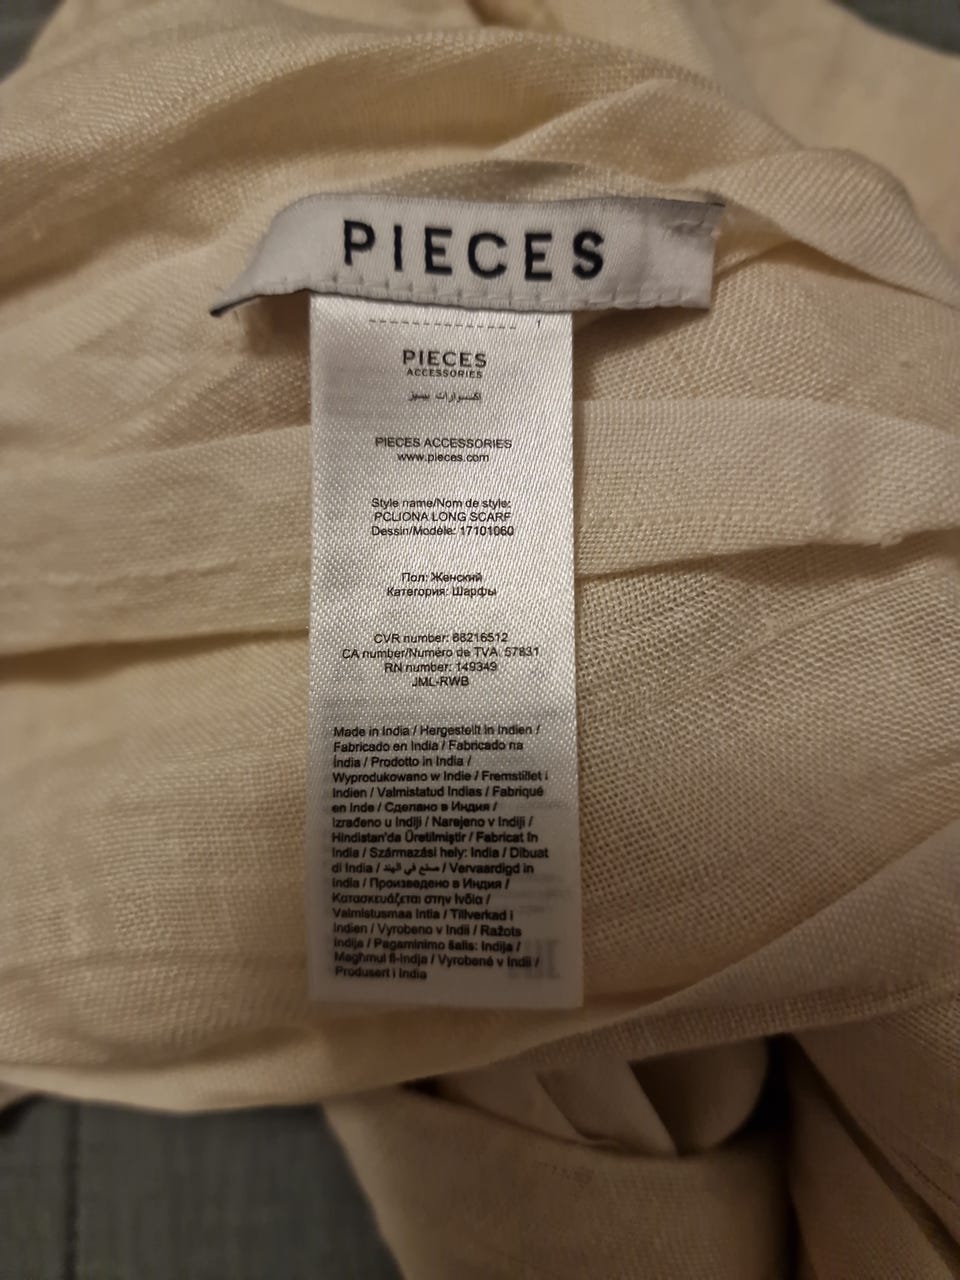 PIECES
PIECES
ACCESSORIES
اكسسوارات بيسيز
PIECES ACCESSORIES
www.pieces.com
Style name/Nom de style:
PCLIONA LONG SCARF
Dessin/Modèle: 17101060
Пол: Женский
Категория: Шарфы
CVR number: 66216512
CA number/Numéro de TVA: 57831
RN number: 149349
JML-RWB
Made in India / Hergestellt in Indien /
Fabricado en India / Fabricado na
Índia / Prodotto in India /
Wyprodukowano w Indie / Fremstillet i
Indien / Valmistatud Indias / Fabriqué
en Inde / Сделано в Индия /
Izrađeno u Indiji / Narejeno v Indiji /
Hindistan'da Üretilmiştir / Fabricat în
India / Származási hely: India / Dibuat
di India / صنع في الهند / Vervaardigd in
India / Произведено в Индия /
Κατασκευάζεται στην Ινδία /
Valmistusmaa Intia / Tillverkad i
Indien / Vyrobeno v Indii / Ražots
Indija / Pagaminimo šalis: Indija /
Magħmul fl-Indja / Vyrobené v Indii /
Produsert i India